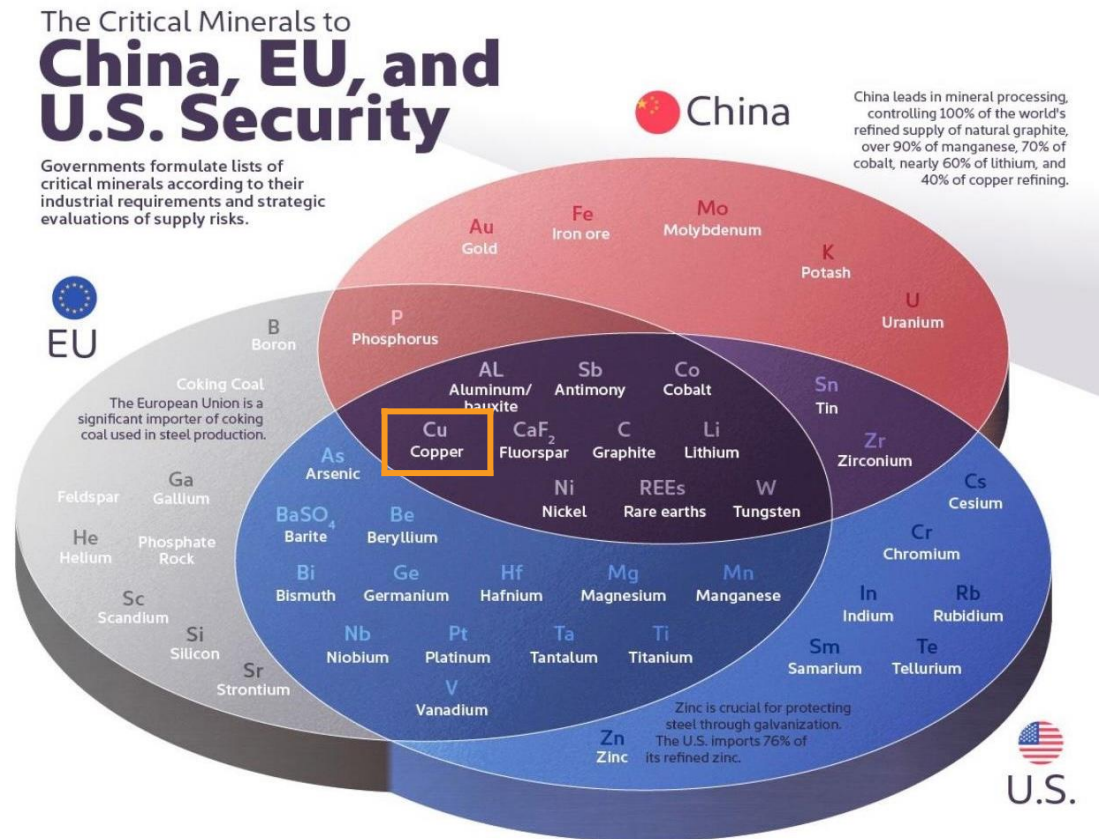 The Critical Minerals to
China, EU, and
U.S. Security
Governments formulate lists of
critical minerals according to their
industrial requirements and strategic
evaluations of supply risks.
China
China leads in mineral processing,
controlling 100% of the world's
refined supply of natural graphite,
over 90% of manganese, 70% of
cobalt, nearly 60% of lithium, and
40% of copper refining.
Au
Gold
Fe
Iron ore
Mo
Molybdenum
K
Potash
U
Uranium
EU
B
Boron
P
Phosphorus
Coking Coal
The European Union is a
significant importer of coking
coal used in steel production.
AL
Aluminum/
bauxite
Sb
Antimony
Co
Cobalt
Sn
Tin
Cu
Copper
CaF2
Fluorspar
C
Graphite
Li
Lithium
Zr
Zirconium
As
Arsenic
Ni
Nickel
REEs
Rare earths
W
Tungsten
Cs
Cesium
Feldspar
Ga
Gallium
BaSO4
Barite
Be
Beryllium
He
Helium
Phosphate
Rock
Cr
Chromium
Bi
Bismuth
Ge
Germanium
Hf
Hafnium
Mg
Magnesium
Mn
Manganese
In
Indium
Rb
Rubidium
Sc
Scandium
Si
Silicon
Sr
Strontium
Nb
Niobium
Pt
Platinum
Ta
Tantalum
Ti
Titanium
Sm
Samarium
Te
Tellurium
V
Vanadium
Zinc is crucial for protecting
steel through galvanization.
The U.S. imports 76% of
its refined zinc.
Zn
Zinc
U.S.